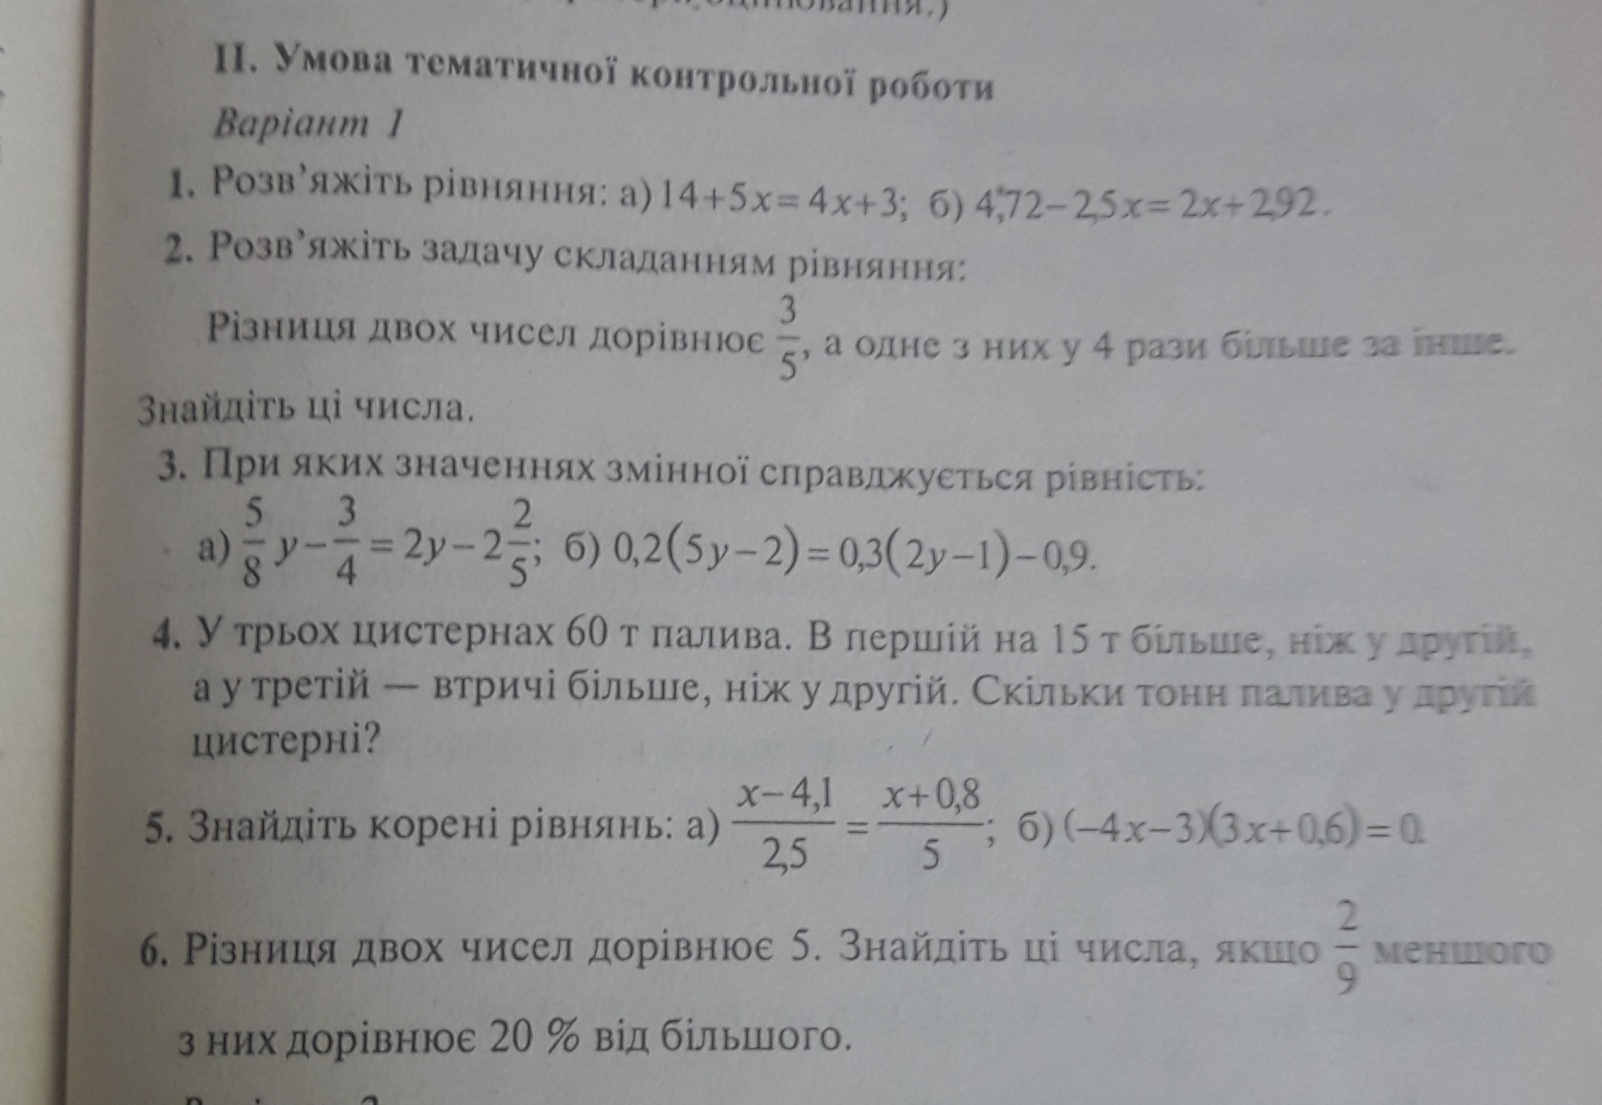 II. Умова тематичної контрольної роботи
Варіант 1
1. Розв’яжіть рівняння: а) 14+5x=4x+3; б) 4,72−2,5x=2x+2,92.
2. Розв’яжіть задачу складанням рівняння:
Різниця двох чисел дорівнює 3/5, а одне з них у 4 рази більше за інше.
Знайдіть ці числа.
3. При яких значеннях змінної справджується рівність:
а) 5/8 y − 3/4 = 2y − 2 2/5; б) 0,2(5y−2)=0,3(2y−1)−0,9.
4. У трьох цистернах 60 т палива. В першій на 15 т більше, ніж у другій,
а у третій — втричі більше, ніж у другій. Скільки тонн палива у другій
цистерні?
5. Знайдіть корені рівнянь: а) (x−4,1)/2,5 = (x+0,8)/5; б) (−4x−3)(3x+0,6)=0.
6. Різниця двох чисел дорівнює 5. Знайдіть ці числа, якщо 2/9 меншого
з них дорівнює 20 % від більшого.